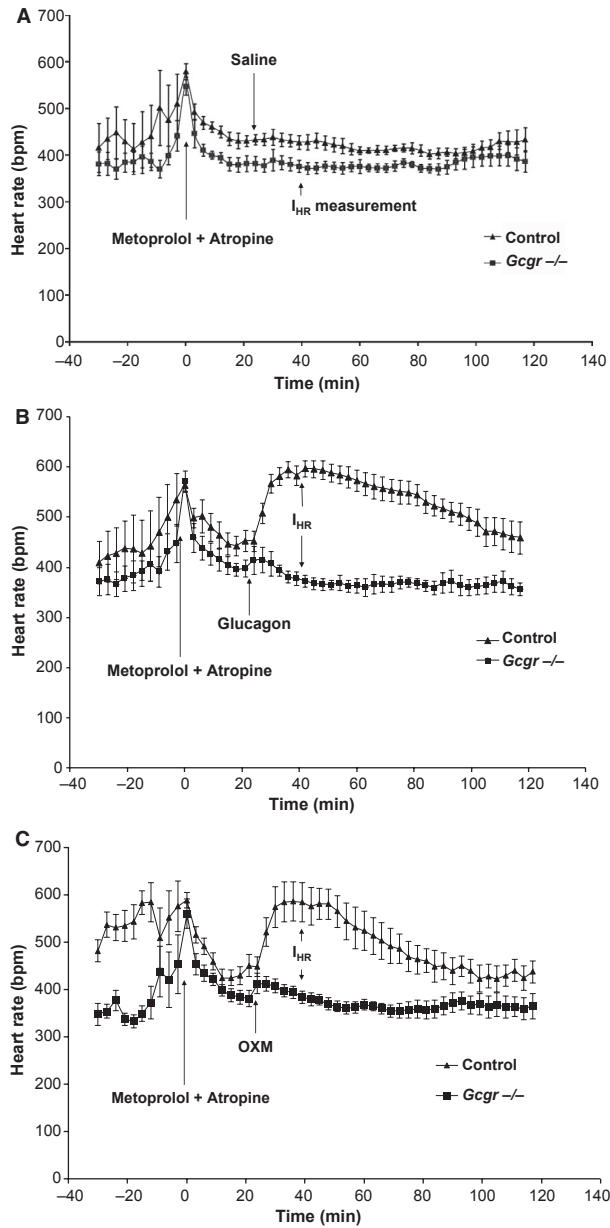 A
700
600
500
400
300
200
100
0
Heart rate (bpm)
Saline
I_HR measurement
Metoprolol + Atropine
Control
Gcgr –/–
–40 –20 0 20 40 60 80 100 120 140
Time (min)
B
700
600
500
400
300
200
100
0
Heart rate (bpm)
I_HR
Glucagon
Metoprolol + Atropine
Control
Gcgr –/–
–40 –20 0 20 40 60 80 100 120 140
Time (min)
C
700
600
500
400
300
200
100
0
Heart rate (bpm)
I_HR
OXM
Metoprolol + Atropine
Control
Gcgr –/–
–40 –20 0 20 40 60 80 100 120 140
Time (min)